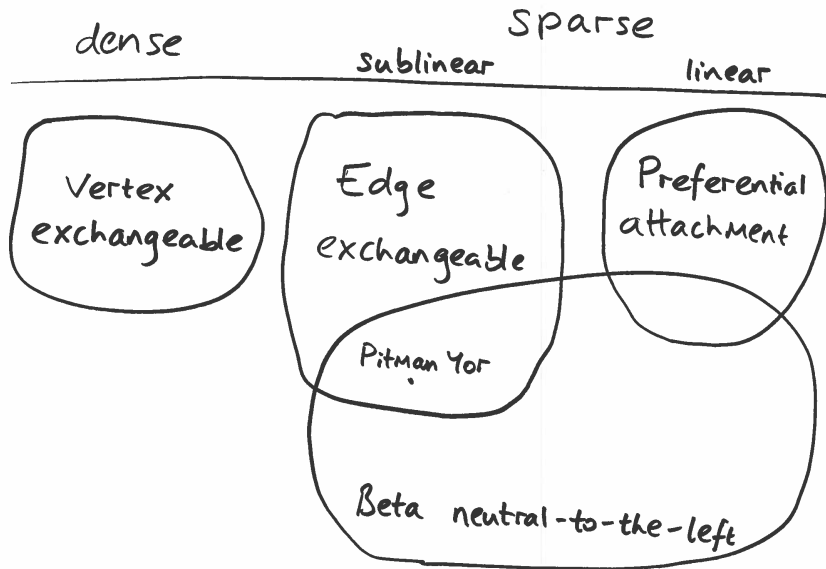 dense
sparse
sublinear
linear
Vertex
exchangeable
Edge
exchangeable
Preferential
attachment
Pitman Yor
Beta neutral-to-the-left